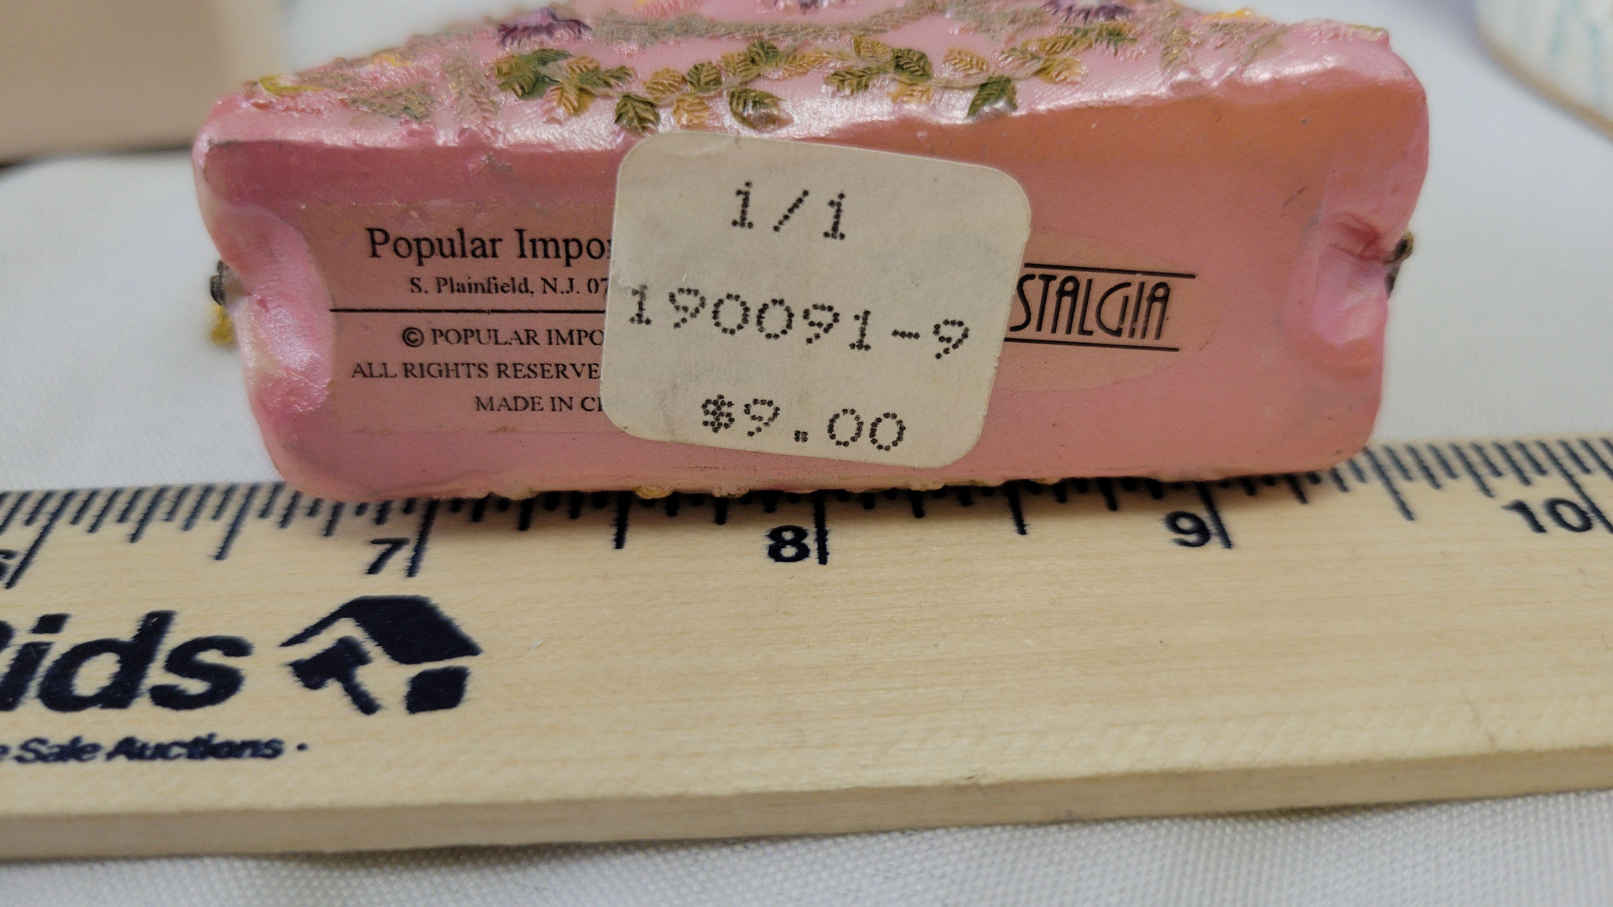 Popular Impor
S. Plainfield, N.J. 07
© POPULAR IMPO
ALL RIGHTS RESERVE
MADE IN C
1/1
190091-9
$9.00
STALGIA
7 8 9 10
ids
Sale Auctions ·